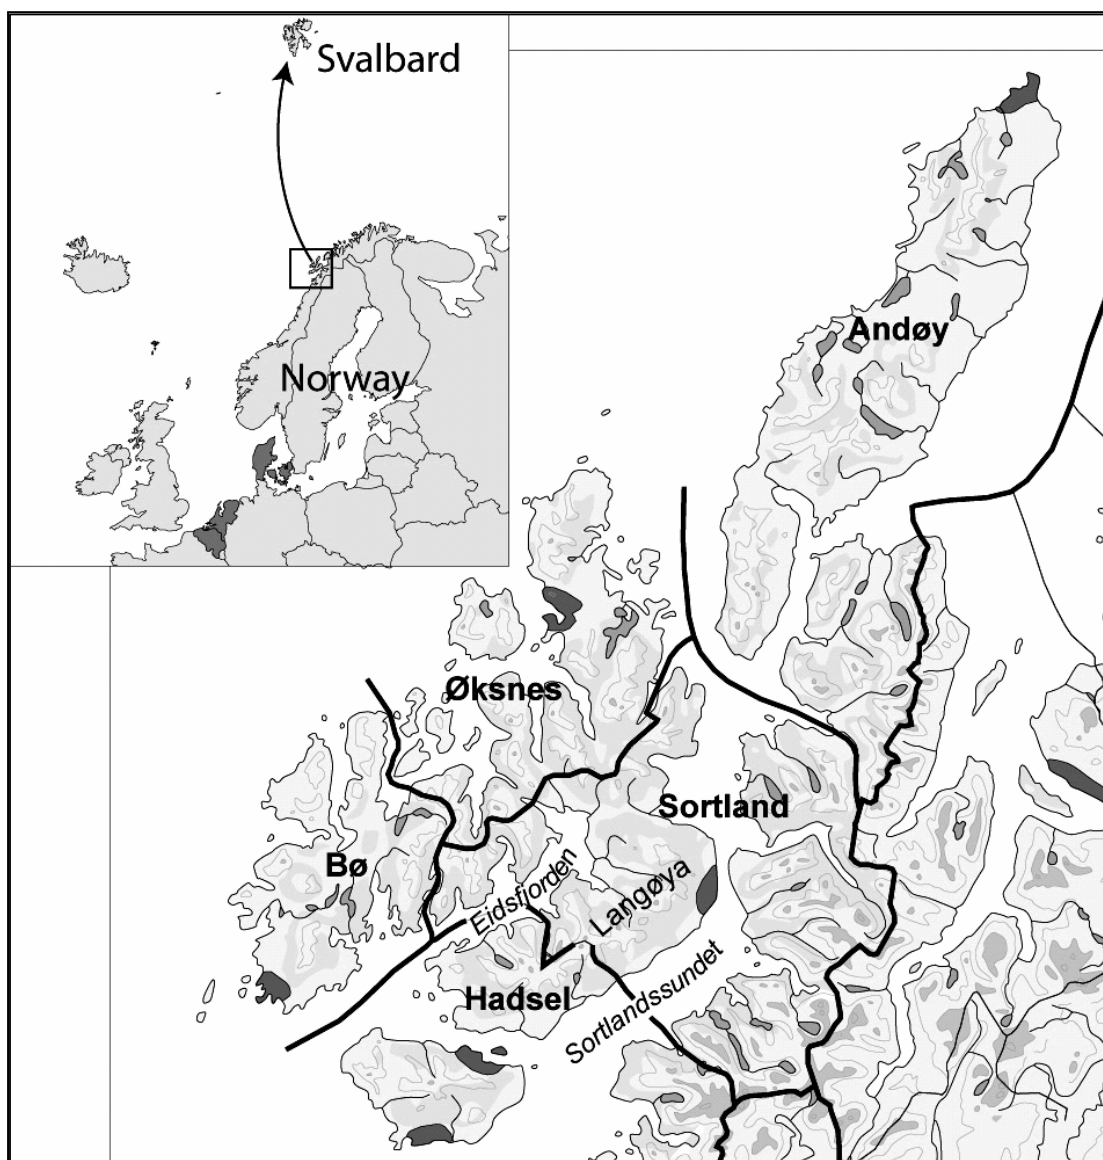 Svalbard
Norway
Andøy
Øksnes
Sortland
Bø
Eidsfjorden
Langøya
Hadsel
Sortlandssundet